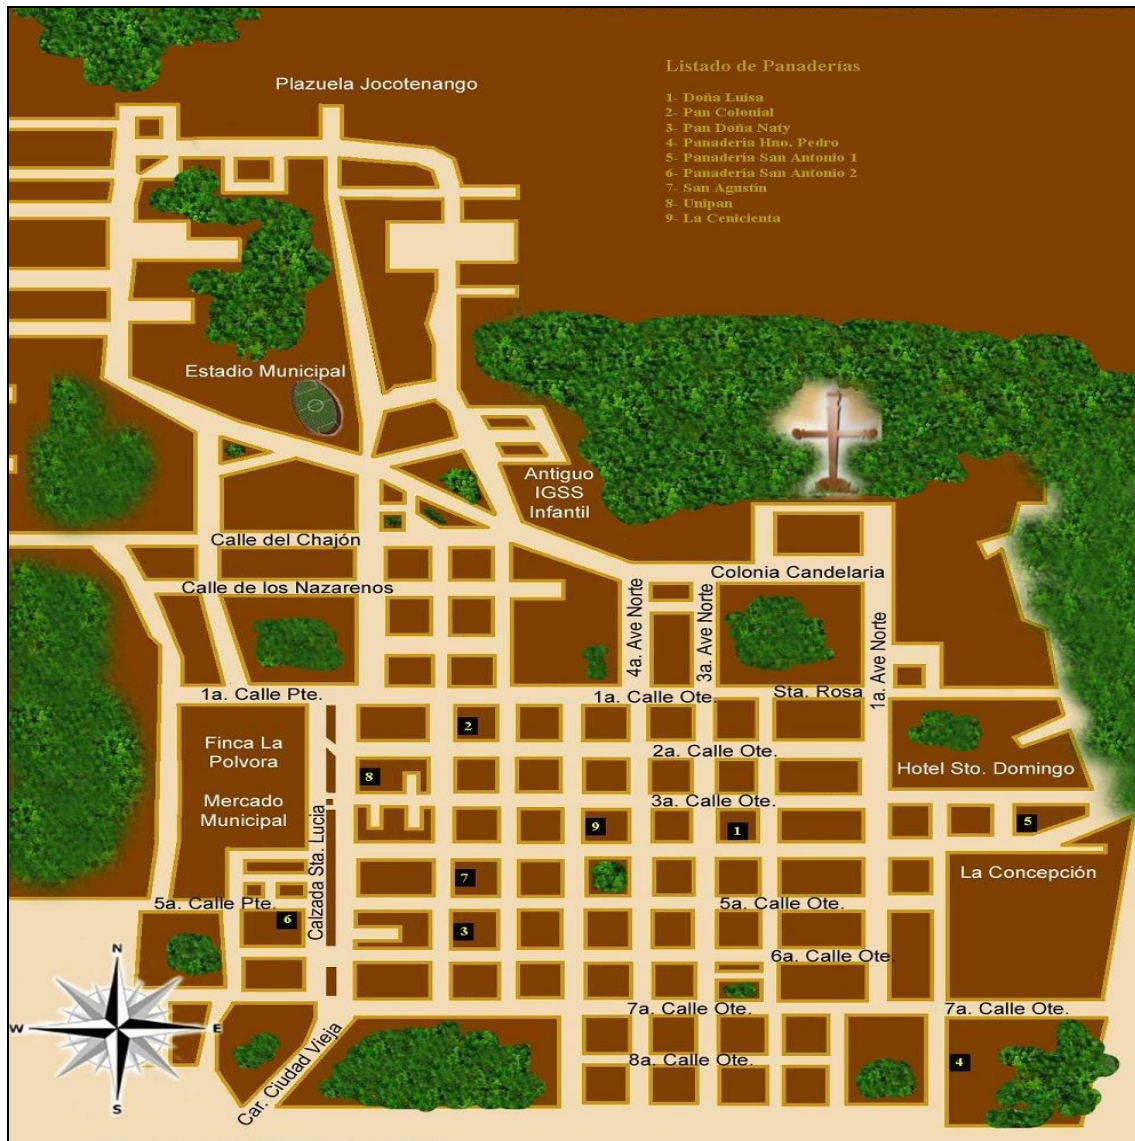 Listado de Panaderías
1- Doña Luisa
2- Pan Colonial
3- Pan Doña Naty
4- Panadería Hno. Pedro
5- Panadería San Antonio 1
6- Panadería San Antonio 2
7- San Agustín
8- Unipan
9- La Cenicienta
Plazuela Jocotenango
Estadio Municipal
Antiguo
IGSS
Infantil
Calle del Chajón
Colonia Candelaria
Calle de los Nazarenos
4a. Ave Norte
3a. Ave Norte
1a. Ave Norte
1a. Calle Pte.
1a. Calle Ote.
Sta. Rosa
2
Finca La
Polvora
2a. Calle Ote.
Hotel Sto. Domingo
8
Mercado
Municipal
3a. Calle Ote.
Calzada Sta. Lucia
9
1
5
7
La Concepción
5a. Calle Pte.
5a. Calle Ote.
6
3
6a. Calle Ote.
N
W
E
S
7a. Calle Ote.
7a. Calle Ote.
Car. Ciudad Vieja
8a. Calle Ote.
4